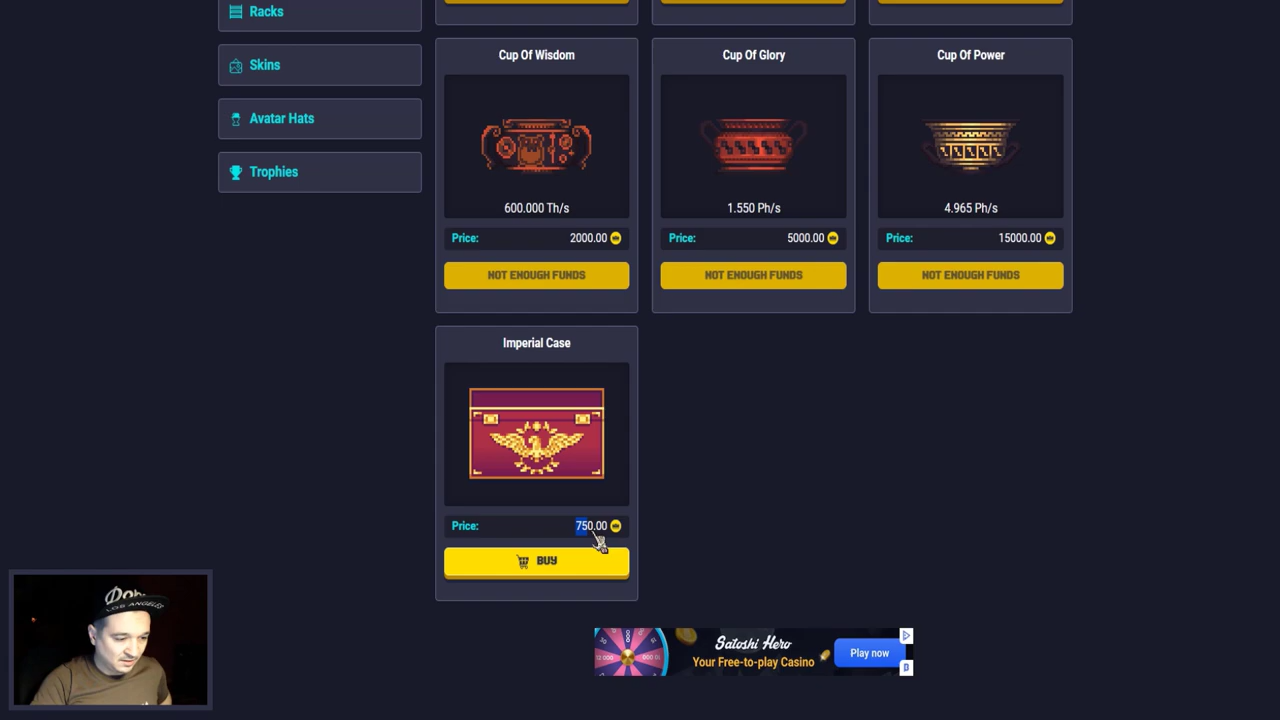 Racks
Skins
Avatar Hats
Trophies
Cup Of Wisdom
600.000 Th/s
Price: 2000.00
NOT ENOUGH FUNDS
Cup Of Glory
1.550 Ph/s
Price: 5000.00
NOT ENOUGH FUNDS
Cup Of Power
4.965 Ph/s
Price: 15000.00
NOT ENOUGH FUNDS
Imperial Case
Price: 750.00
BUY
Satoshi Hero
Your Free-to-play Casino
Play now
LOS ANGELES